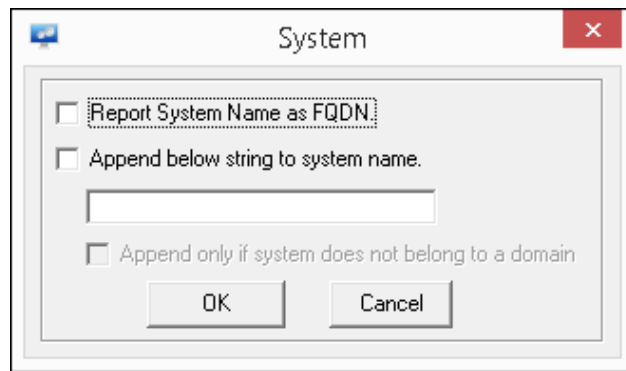 System
Report System Name as FQDN.
Append below string to system name.
Append only if system does not belong to a domain
OK Cancel